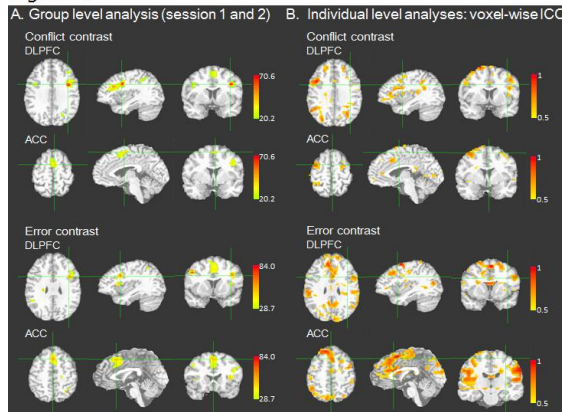 A. Group level analysis (session 1 and 2)
Conflict contrast
DLPFC
70.6
20.2
ACC
70.6
20.2
Error contrast
DLPFC
84.0
28.7
ACC
84.0
28.7
B. Individual level analyses: voxel-wise ICC
Conflict contrast
DLPFC
1
0.5
ACC
1
0.5
Error contrast
DLPFC
1
0.5
ACC
1
0.5